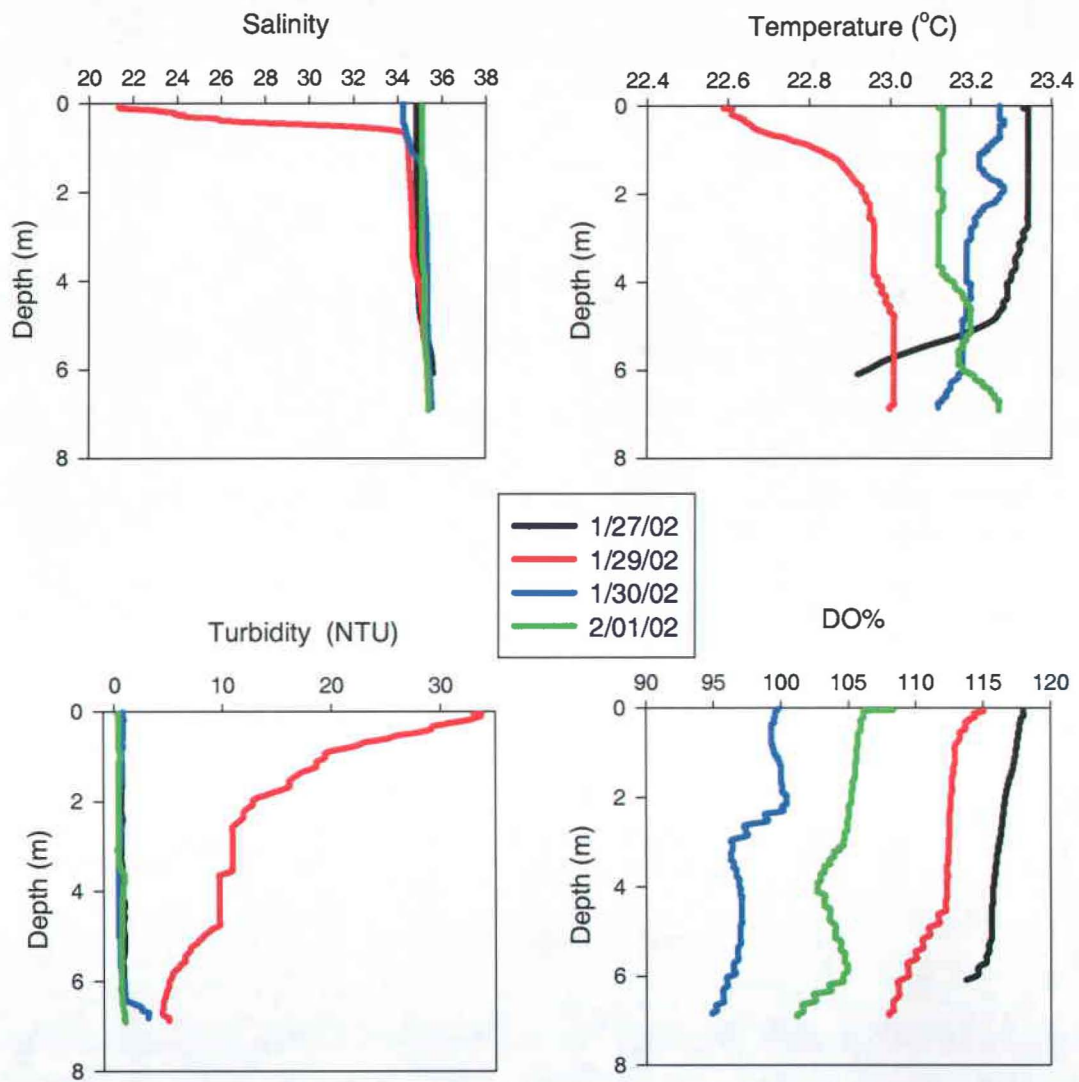 Salinity
20 22 24 26 28 30 32 34 36 38
0
2
4
6
8
Depth (m)
Temperature (°C)
22.4 22.6 22.8 23.0 23.2 23.4
0
2
4
6
8
Depth (m)
1/27/02
1/29/02
1/30/02
2/01/02
Turbidity (NTU)
0 10 20 30
0
2
4
6
8
Depth (m)
DO%
90 95 100 105 110 115 120
0
2
4
6
8
Depth (m)